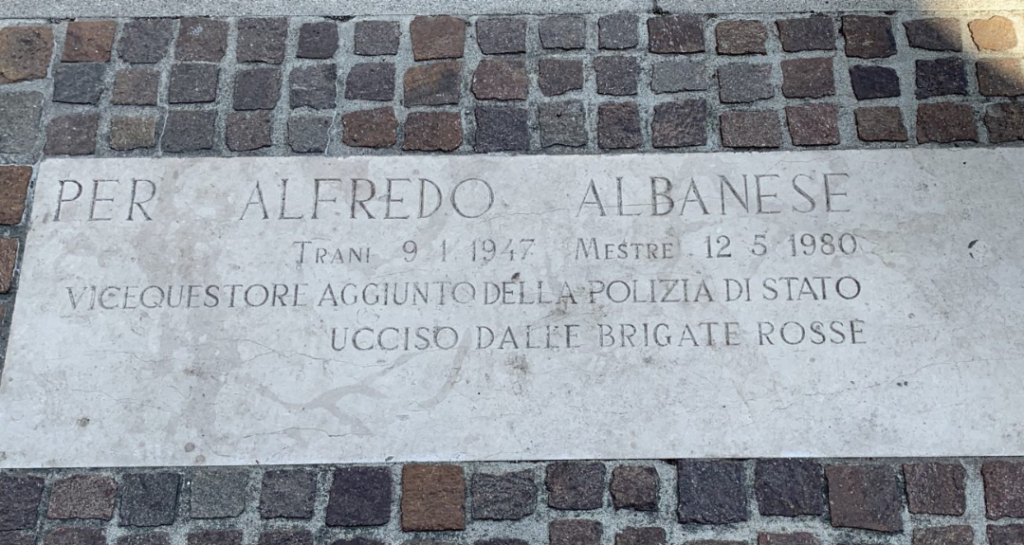 PER ALFREDO ALBANESE
TRANI 9 1 1947 MESTRE 12 5 1980
VICEQUESTORE AGGIUNTO DELLA POLIZIA DI STATO
UCCISO DALLE BRIGATE ROSSE